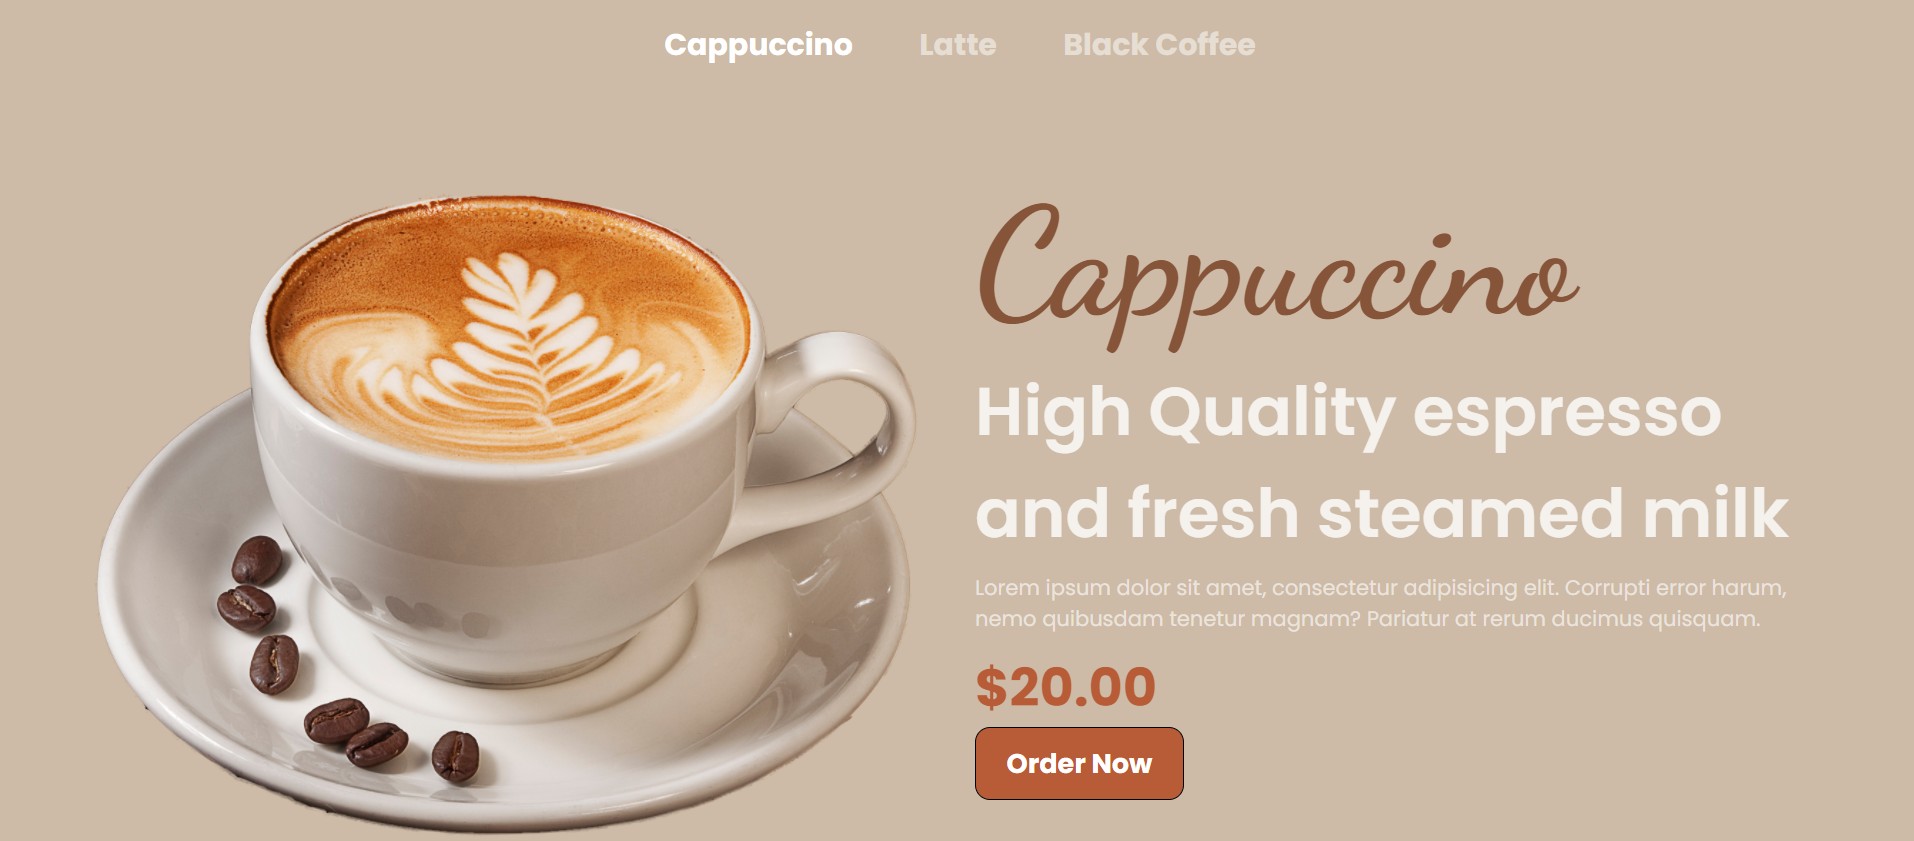 Cappuccino Latte Black Coffee
Cappuccino
High Quality espresso
and fresh steamed milk
Lorem ipsum dolor sit amet, consectetur adipisicing elit. Corrupti error harum,
nemo quibusdam tenetur magnam? Pariatur at rerum ducimus quisquam.
$20.00
Order Now